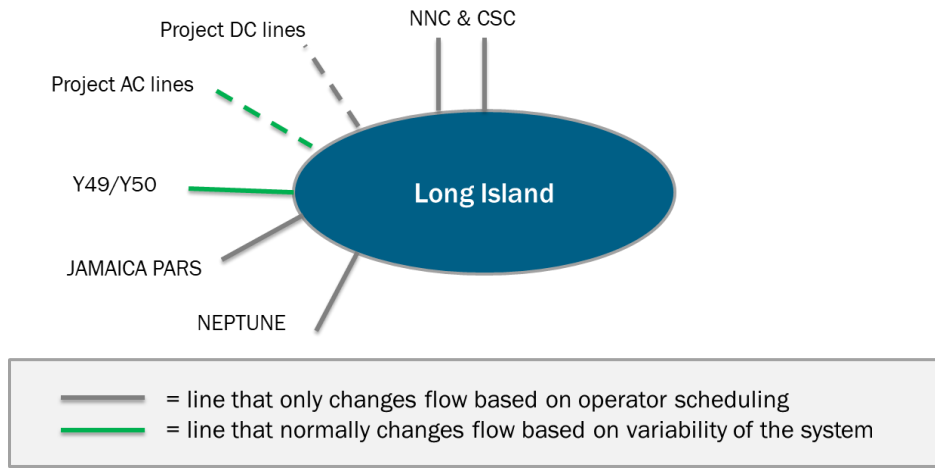 NNC & CSC
Project DC lines
Project AC lines
Y49/Y50
Long Island
JAMAICA PARS
NEPTUNE
= line that only changes flow based on operator scheduling
= line that normally changes flow based on variability of the system